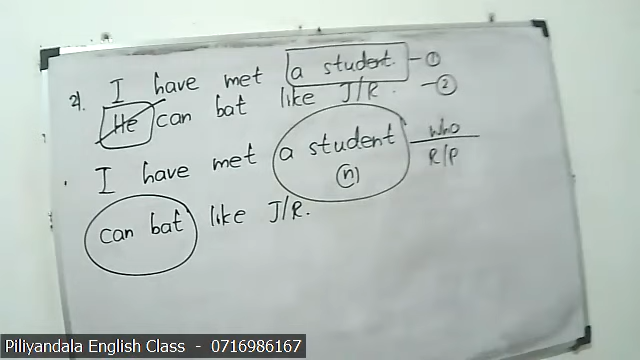 2). I have met a student. - ①
He can bat like J/R. - ②
. I have met a student who
(n) R/P
can bat like J/R.
Piliyandala English Class - 0716986167